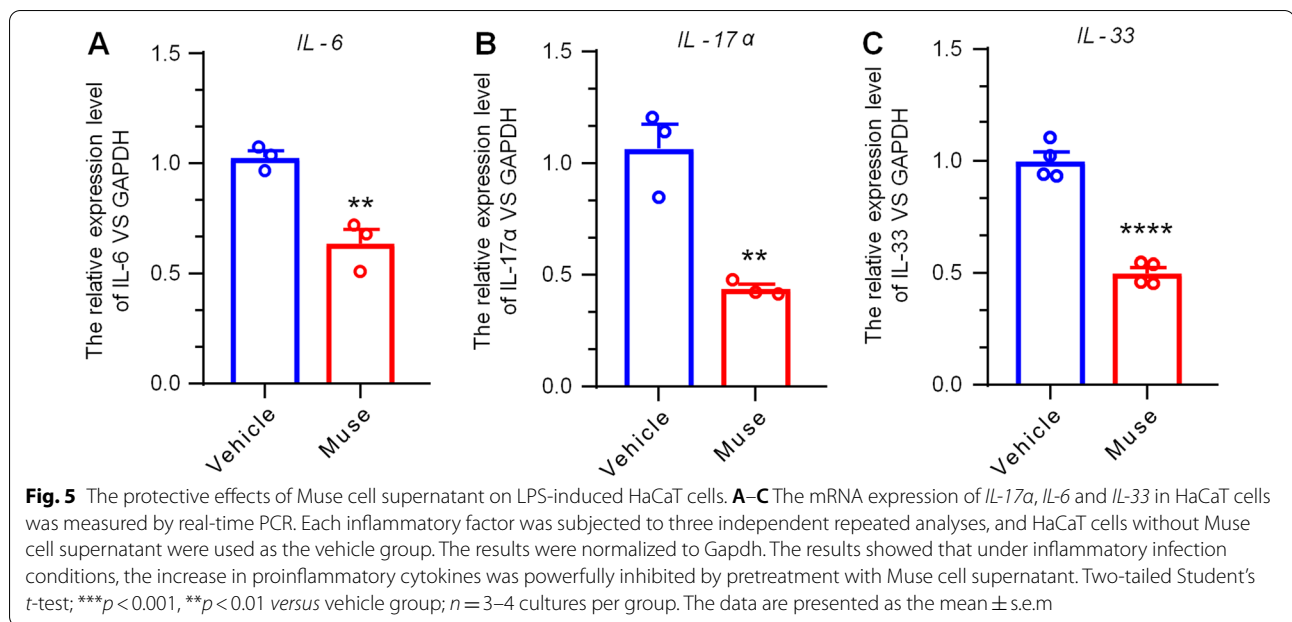 A
IL - 6
The relative expression level
of IL-6 VS GAPDH
1.5
1.0
0.5
0.0
**
Vehicle
Muse
B
IL - 17 α
The relative expression level
of IL-17α VS GAPDH
1.5
1.0
0.5
0.0
**
Vehicle
Muse
C
IL - 33
The relative expression level
of IL-33 VS GAPDH
1.5
1.0
0.5
0.0
****
Vehicle
Muse
Fig. 5 The protective effects of Muse cell supernatant on LPS-induced HaCaT cells. A–C The mRNA expression of IL-17α, IL-6 and IL-33 in HaCaT cells
was measured by real-time PCR. Each inflammatory factor was subjected to three independent repeated analyses, and HaCaT cells without Muse
cell supernatant were used as the vehicle group. The results were normalized to Gapdh. The results showed that under inflammatory infection
conditions, the increase in proinflammatory cytokines was powerfully inhibited by pretreatment with Muse cell supernatant. Two-tailed Student's
t-test; ***p < 0.001, **p < 0.01 versus vehicle group; n = 3–4 cultures per group. The data are presented as the mean ± s.e.m